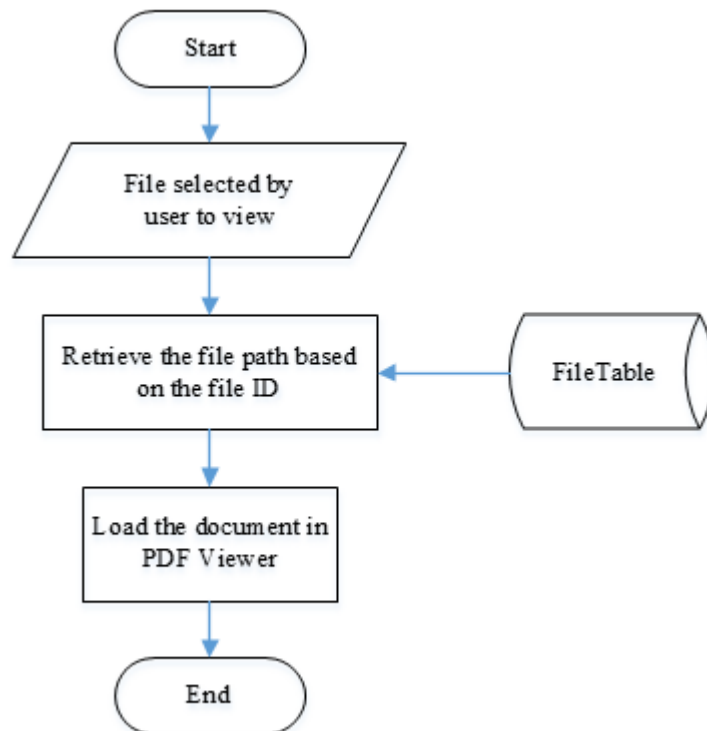 Start
File selected by
user to view
Retrieve the file path based
on the file ID
FileTable
Load the document in
PDF Viewer
End